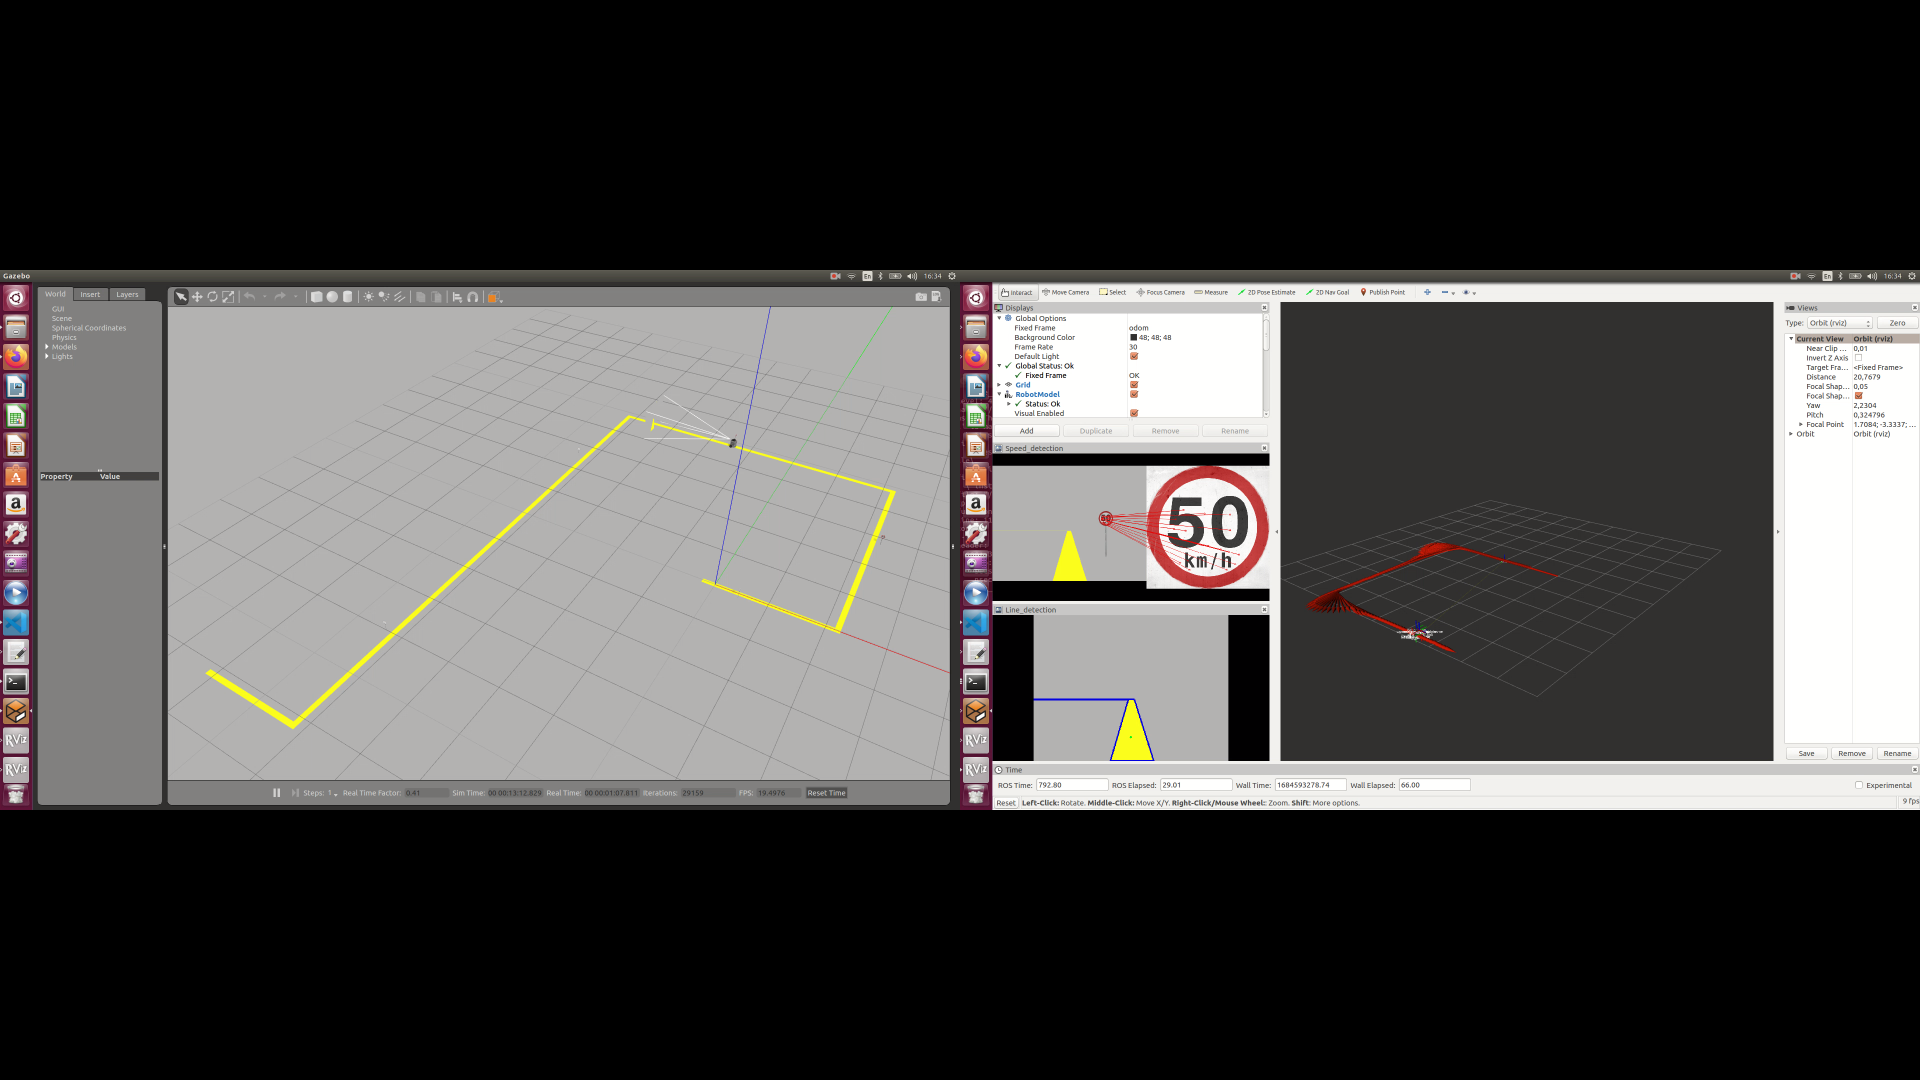 Gazebo
En
16:34
World Insert Layers
GUI
Scene
Spherical Coordinates
Physics
Models
Lights
Property Value
Steps: 1 Real Time Factor: 0.41 Sim Time: 00 00:13:12.829 Real Time: 00 00:01:07.811 Iterations: 29159 FPS: 19.4976 Reset Time
RViz
RViz
En
16:34
RViz
RViz
Interact Move Camera Select Focus Camera Measure 2D Pose Estimate 2D Nav Goal Publish Point
Displays
Global Options
Fixed Frame odom
Background Color 48; 48; 48
Frame Rate 30
Default Light
Global Status: Ok
Fixed Frame OK
Grid
RobotModel
Status: Ok
Visual Enabled
Add Duplicate Remove Rename
Speed_detection
50
km/h
Line_detection
Views
Type: Orbit (rviz) Zero
Current View Orbit (rviz)
Near Clip ... 0,01
Invert Z Axis
Target Fra... <Fixed Frame>
Distance 20,7679
Focal Shap... 0,05
Focal Shap...
Yaw 2,2304
Pitch 0,324796
Focal Point 1.7084; -3.3337; ...
Orbit Orbit (rviz)
Save Remove Rename
Time
ROS Time: 792.80 ROS Elapsed: 29.01 Wall Time: 1684593278.74 Wall Elapsed: 66.00 Experimental
Reset Left-Click: Rotate. Middle-Click: Move X/Y. Right-Click/Mouse Wheel: Zoom. Shift: More options. 9 fps